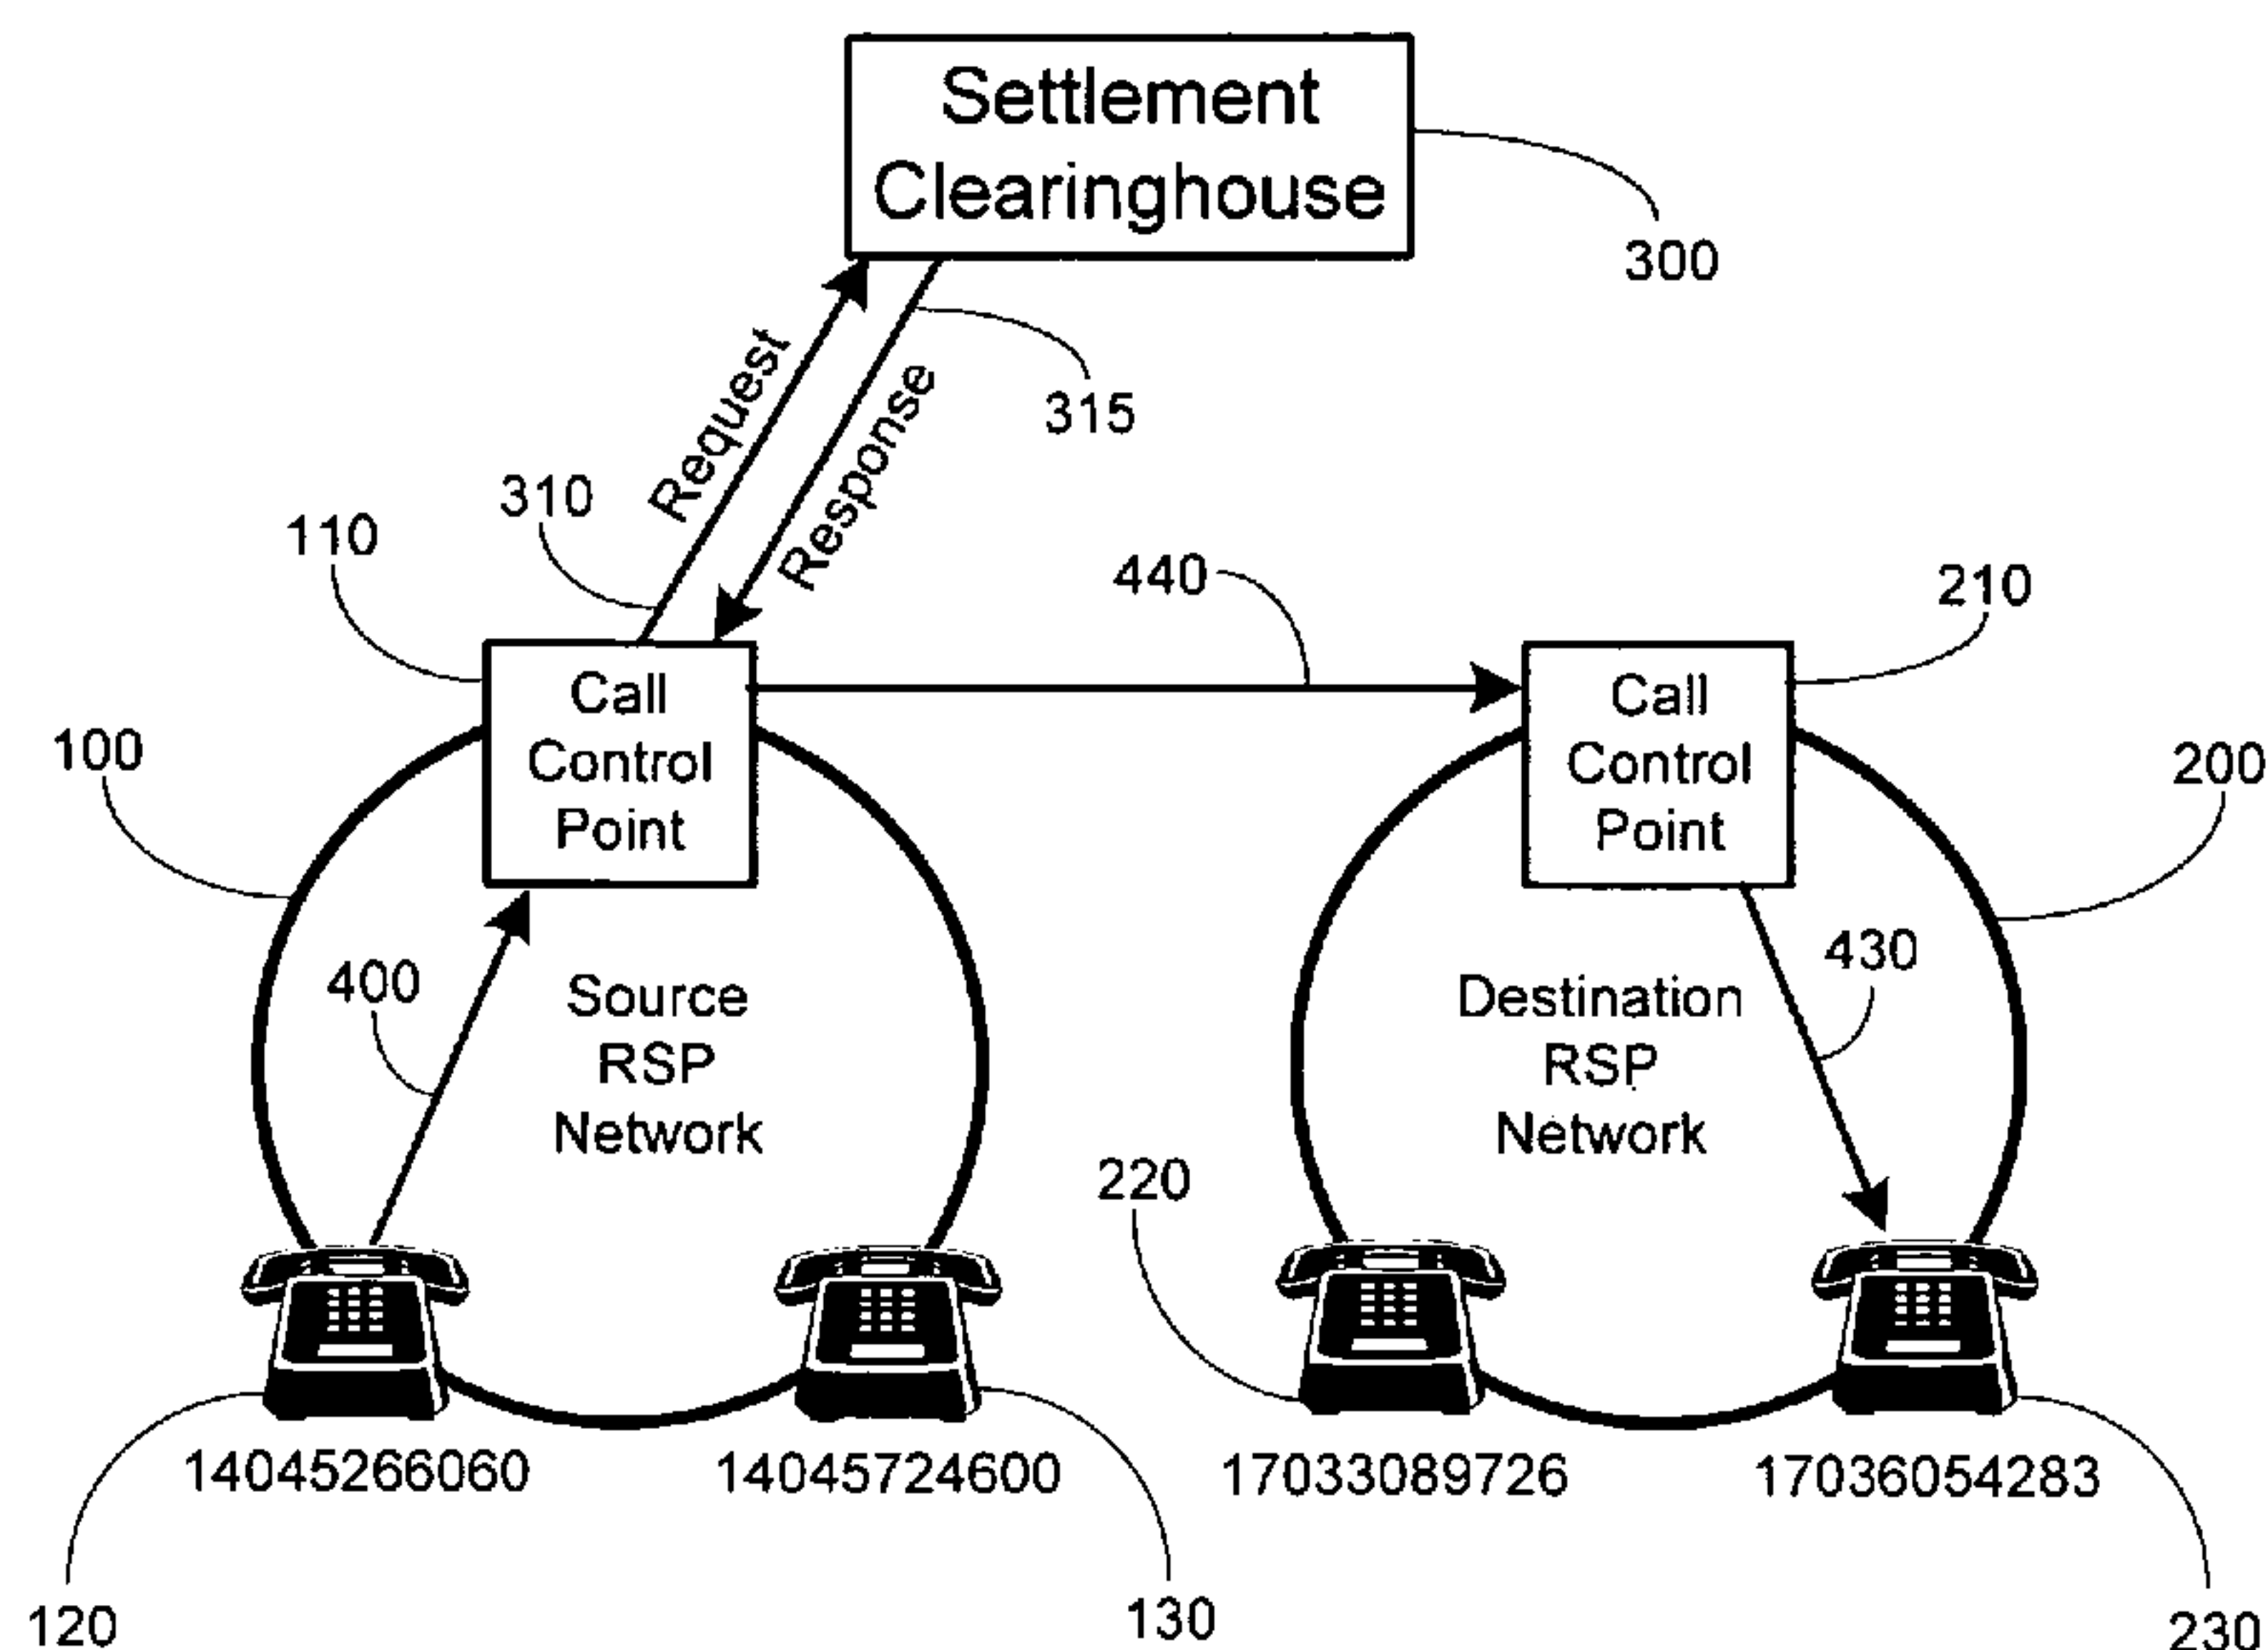 Settlement
Clearinghouse
300
Request
Response
315
310
110
440
210
Call
Control
Point
Call
Control
Point
100
200
400
430
Source
RSP
Network
Destination
RSP
Network
220
14045266060
14045724600
17033089726
17036054283
120
130
230